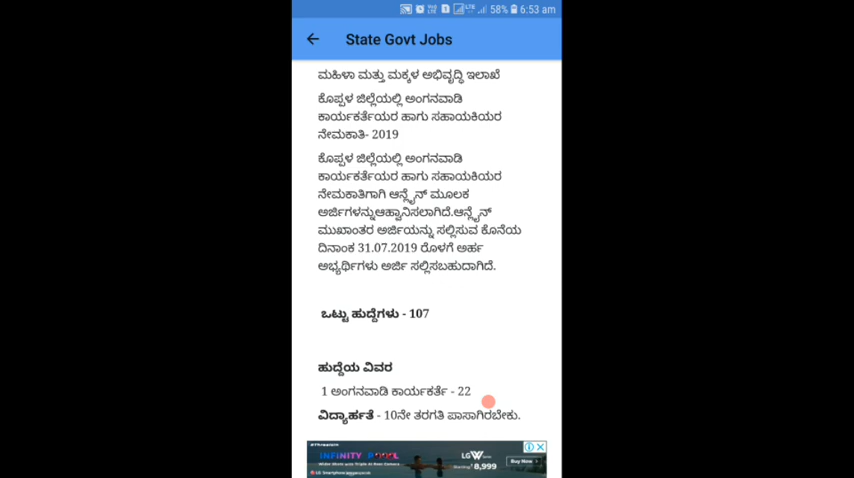 58% 6:53 am
State Govt Jobs
ಮಹಿಳಾ ಮತ್ತು ಮಕ್ಕಳ ಅಭಿವೃದ್ಧಿ ಇಲಾಖೆ
ಕೊಪ್ಪಳ ಜಿಲ್ಲೆಯಲ್ಲಿ ಅಂಗನವಾಡಿ
ಕಾರ್ಯಕರ್ತೆಯರ ಹಾಗು ಸಹಾಯಕಿಯರ
ನೇಮಕಾತಿ- 2019
ಕೊಪ್ಪಳ ಜಿಲ್ಲೆಯಲ್ಲಿ ಅಂಗನವಾಡಿ
ಕಾರ್ಯಕರ್ತೆಯರ ಹಾಗು ಸಹಾಯಕಿಯರ
ನೇಮಕಾತಿಗಾಗಿ ಆನ್ಲೈನ್ ಮೂಲಕ
ಅರ್ಜಿಗಳನ್ನುಆಹ್ವಾನಿಸಲಾಗಿದೆ.ಆನ್ಲೈನ್
ಮುಖಾಂತರ ಅರ್ಜಿಯನ್ನು ಸಲ್ಲಿಸುವ ಕೊನೆಯ
ದಿನಾಂಕ 31.07.2019 ರೊಳಗೆ ಅರ್ಹ
ಅಭ್ಯರ್ಥಿಗಳು ಅರ್ಜಿ ಸಲ್ಲಿಸಬಹುದಾಗಿದೆ.
ಒಟ್ಟು ಹುದ್ದೆಗಳು - 107
ಹುದ್ದೆಯ ವಿವರ
1 ಅಂಗನವಾಡಿ ಕಾರ್ಯಕರ್ತೆ - 22
ವಿದ್ಯಾರ್ಹತೆ - 10ನೇ ತರಗತಿ ಪಾಸಾಗಿರಬೇಕು.
INFINITY POOL
LG W
8,999
Buy Now >